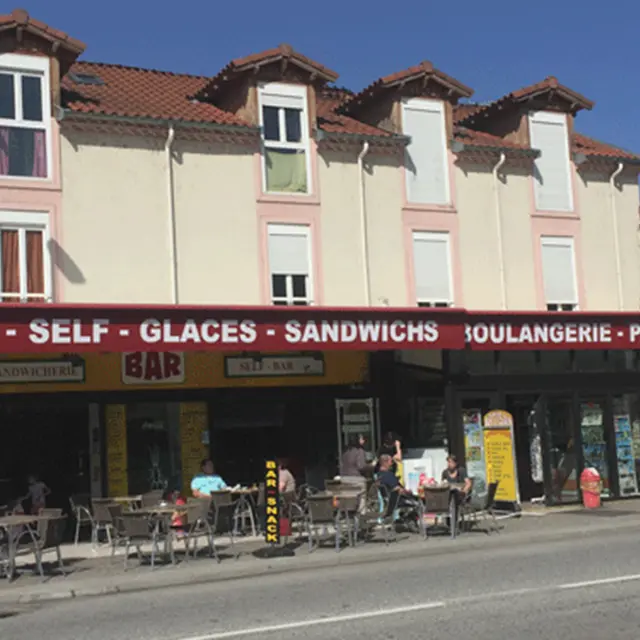 - SELF - GLACES - SANDWICHS
BOULANGERIE - P
SANDWICHERIE
BAR
SELF - BAR
BAR
SNACK